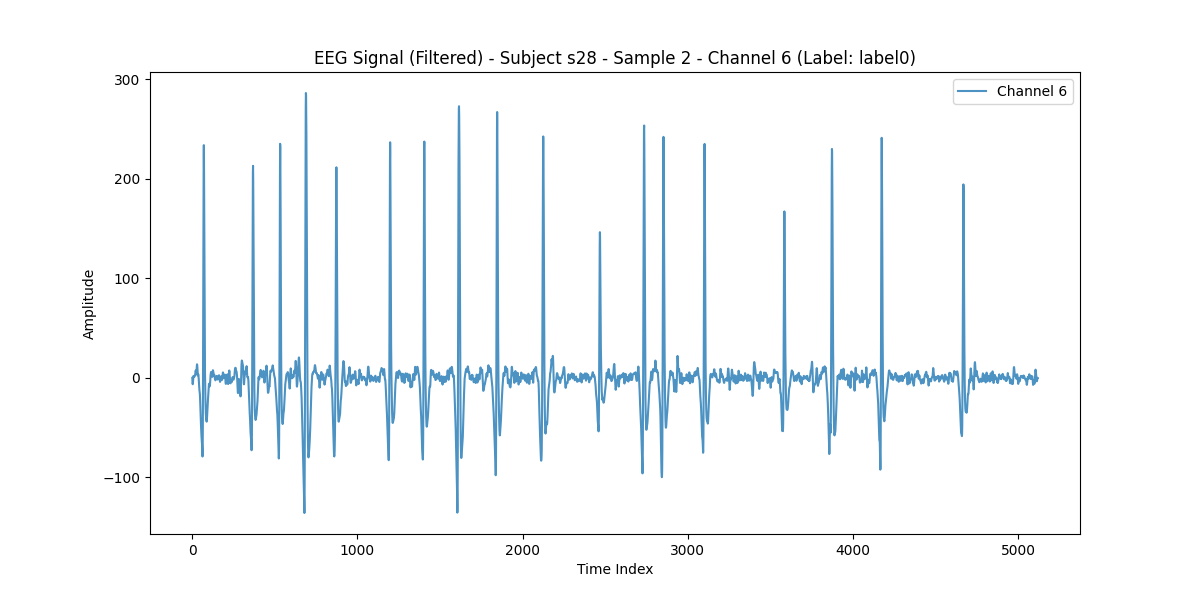 EEG Signal (Filtered) - Subject s28 - Sample 2 - Channel 6 (Label: label0)
Channel 6
300
200
100
0
−100
Amplitude
0 1000 2000 3000 4000 5000
Time Index